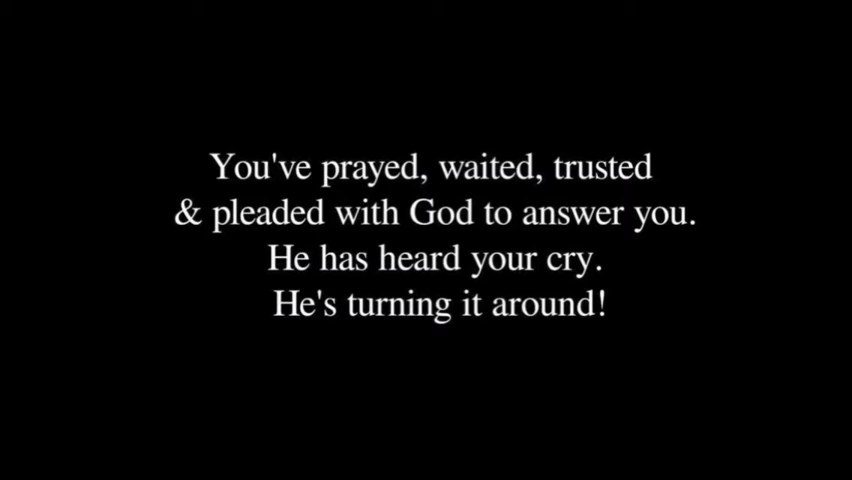 You've prayed, waited, trusted
& pleaded with God to answer you.
He has heard your cry.
He's turning it around!